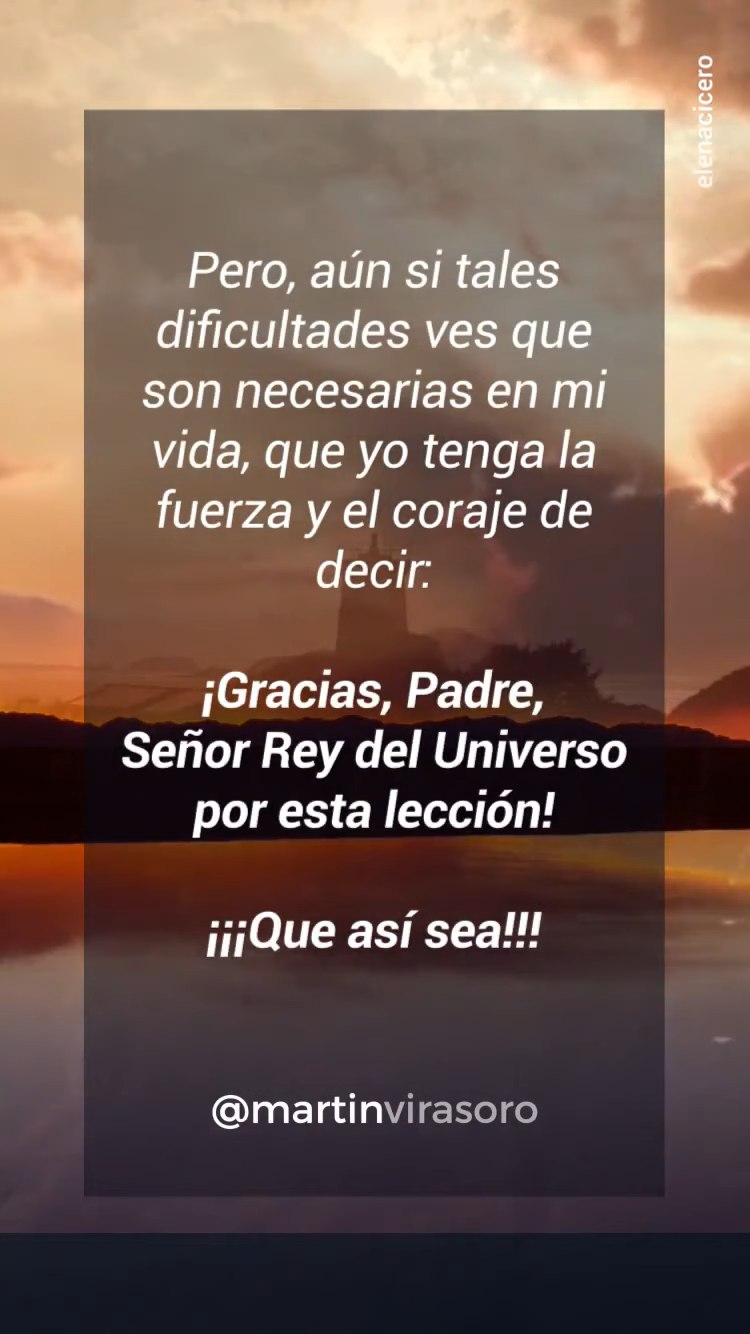 elenacicero
Pero, aún si tales
dificultades ves que
son necesarias en mi
vida, que yo tenga la
fuerza y el coraje de
decir:
¡Gracias, Padre,
Señor Rey del Universo
por esta lección!
¡¡¡Que así sea!!!
@martinvirasoro